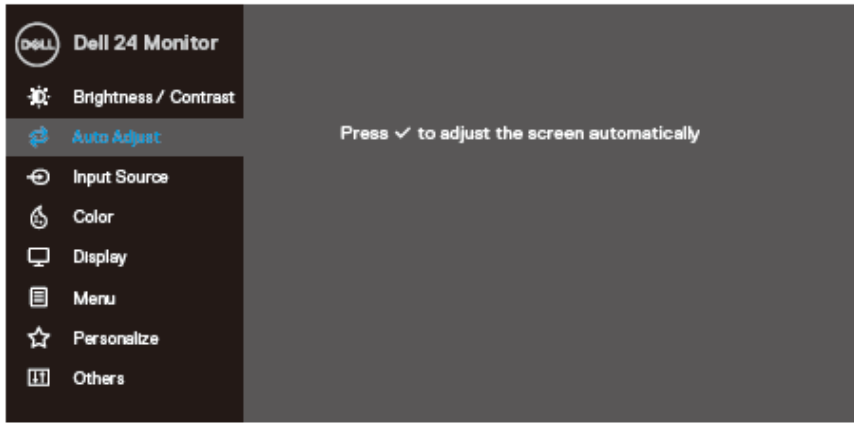 DELL Dell 24 Monitor
Brightness / Contrast
Auto Adjust
Press ✓ to adjust the screen automatically
Input Source
Color
Display
Menu
Personalize
Others